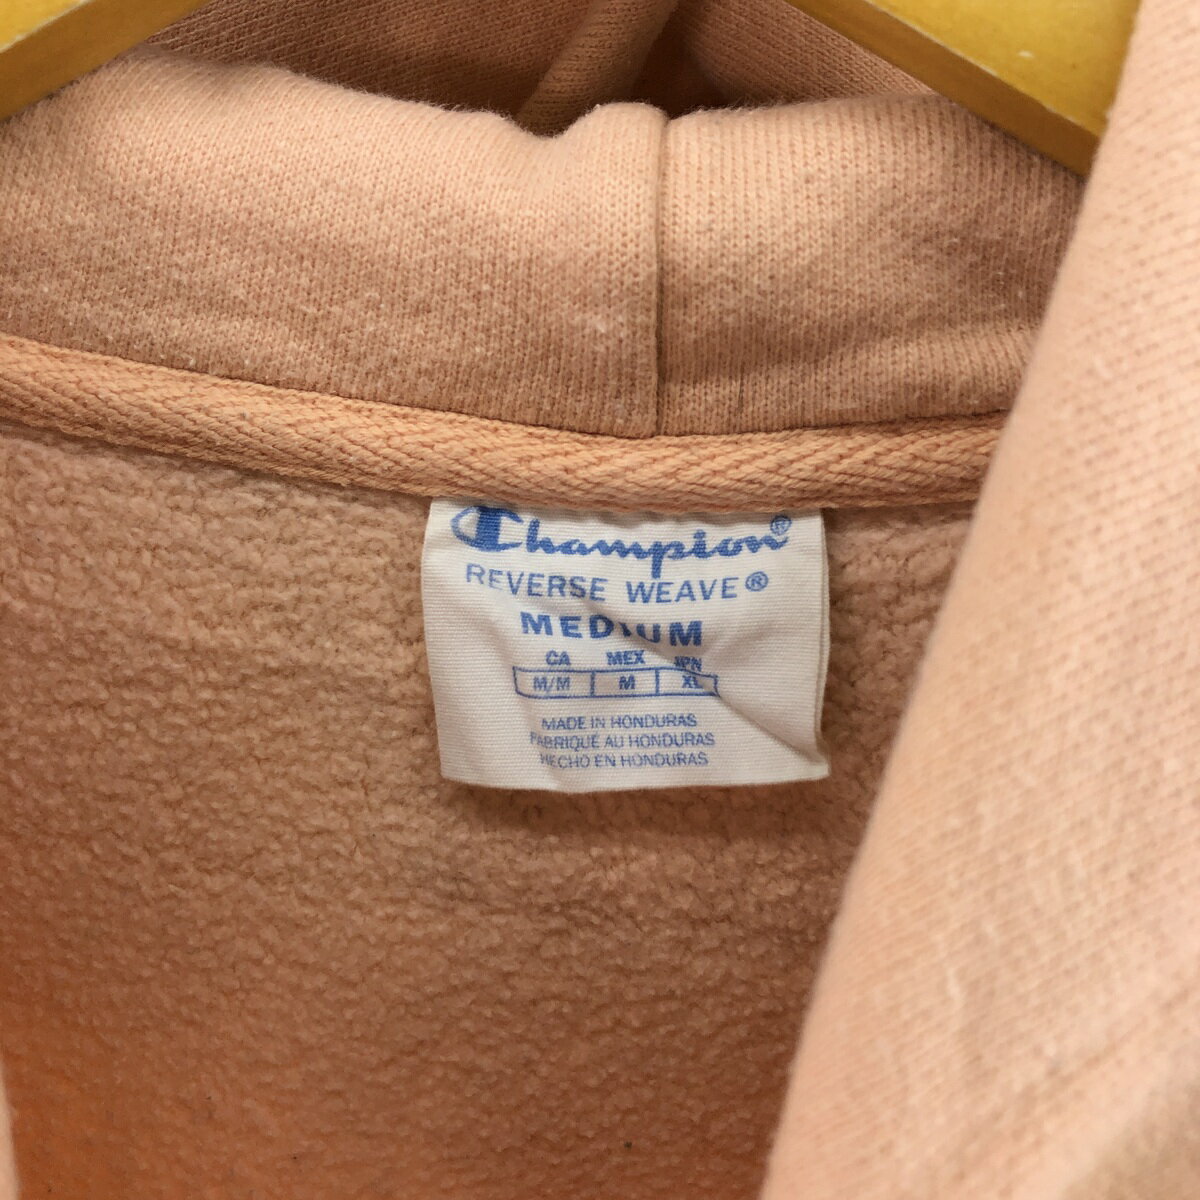 Champion®
REVERSE WEAVE®
MEDIUM
CA MEX JPN
M/M M XL
MADE IN HONDURAS
FABRIQUÉ AU HONDURAS
HECHO EN HONDURAS